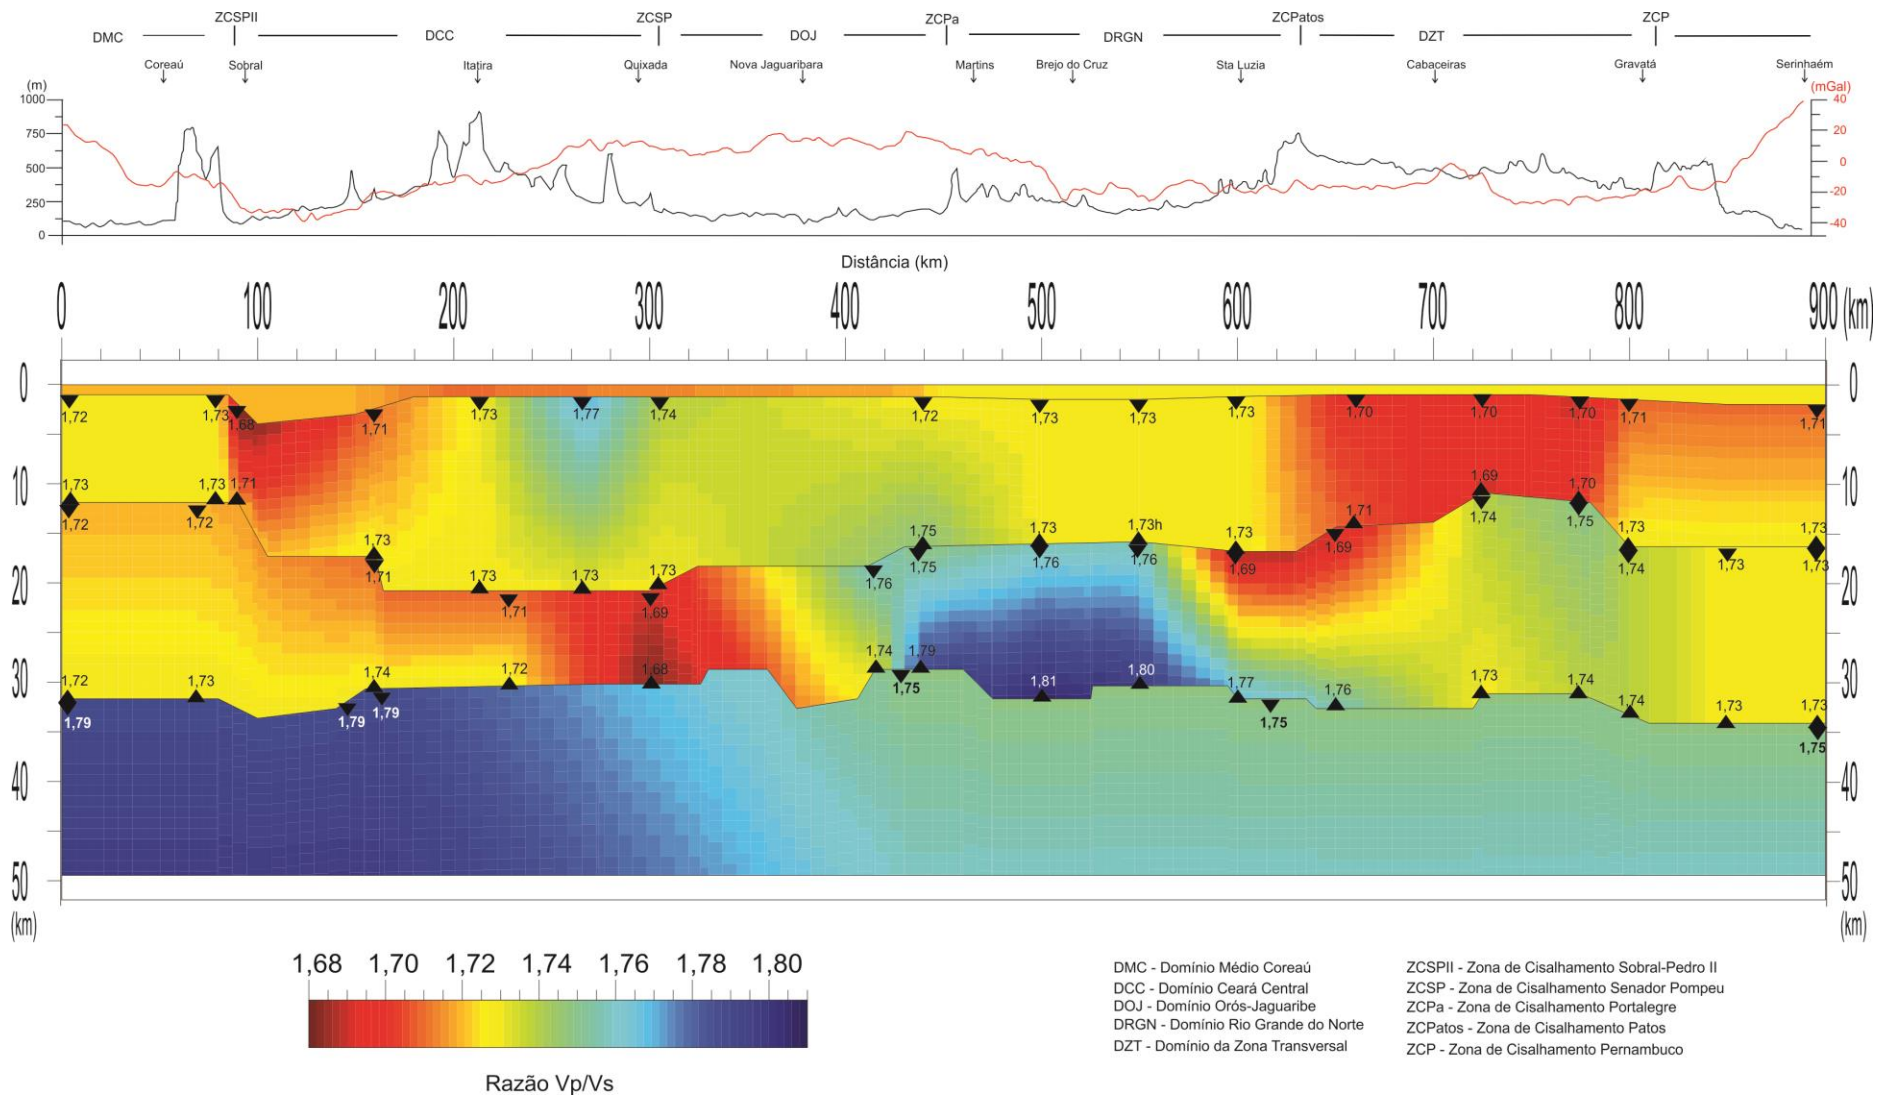 ZCSPII ZCSP ZCPa ZCPatos ZCP
DMC DCC DOJ DRGN DZT
Coreaú Sobral Itatira Quixada Nova Jaguaribara Martins Brejo do Cruz Sta Luzia Cabaceiras Gravatá Serinhaém
(m) (mGal)
1000 40
750 20
500 0
250 -20
0 -40
Distância (km)
0 100 200 300 400 500 600 700 800 900 (km)
0 0
1,72 1,73 1,68 1,71 1,73 1,77 1,74 1,72 1,73 1,73 1,73 1,70 1,70 1,70 1,71 1,71
10 10
1,73 1,73 1,71 1,69 1,70
1,72 1,72 1,74 1,75
1,73 1,75 1,73 1,73h 1,73 1,71 1,73 1,73
1,71 1,75 1,76 1,76 1,69 1,69 1,74 1,73 1,73
20 20
1,73 1,73 1,73 1,76
1,71 1,69
30 30
1,72 1,73 1,74 1,72 1,68 1,74 1,79 1,81 1,80 1,77 1,76 1,73 1,74 1,74 1,73 1,73
1,79 1,79 1,79 1,75 1,75 1,75
40 40
50 50
(km) (km)
1,68 1,70 1,72 1,74 1,76 1,78 1,80
Razão Vp/Vs
DMC - Domínio Médio Coreaú
DCC - Domínio Ceará Central
DOJ - Domínio Orós-Jaguaribe
DRGN - Domínio Rio Grande do Norte
DZT - Domínio da Zona Transversal
ZCSPII - Zona de Cisalhamento Sobral-Pedro II
ZCSP - Zona de Cisalhamento Senador Pompeu
ZCPa - Zona de Cisalhamento Portalegre
ZCPatos - Zona de Cisalhamento Patos
ZCP - Zona de Cisalhamento Pernambuco